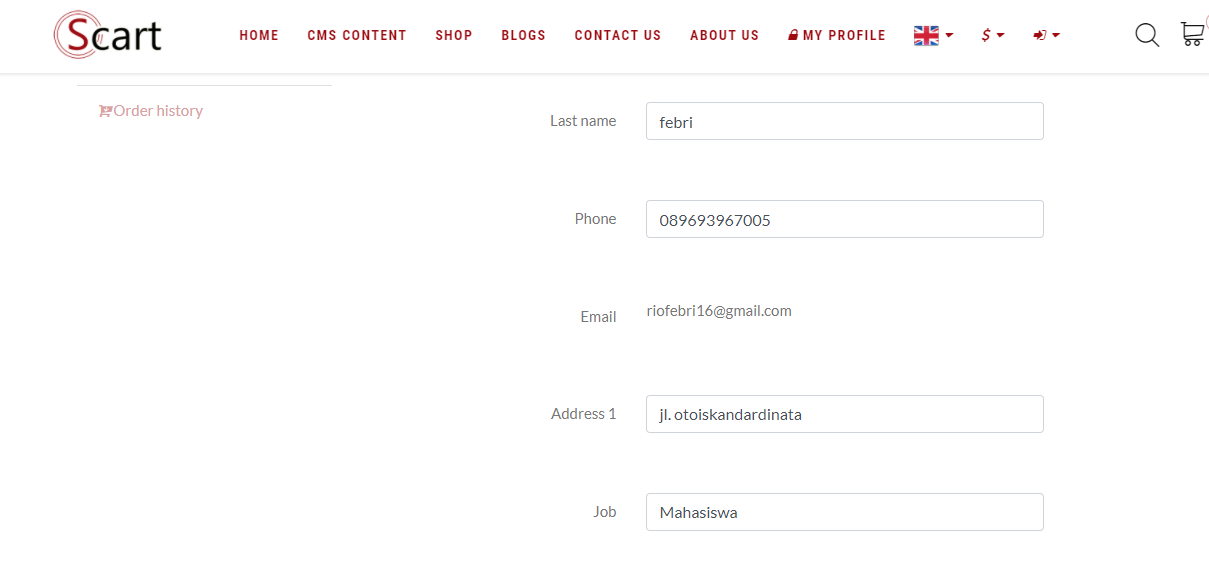 Scart
HOME CMS CONTENT SHOP BLOGS CONTACT US ABOUT US MY PROFILE $
Order history
Last name febri
Phone 089693967005
Email riofebri16@gmail.com
Address 1 jl. otoiskandardinata
Job Mahasiswa